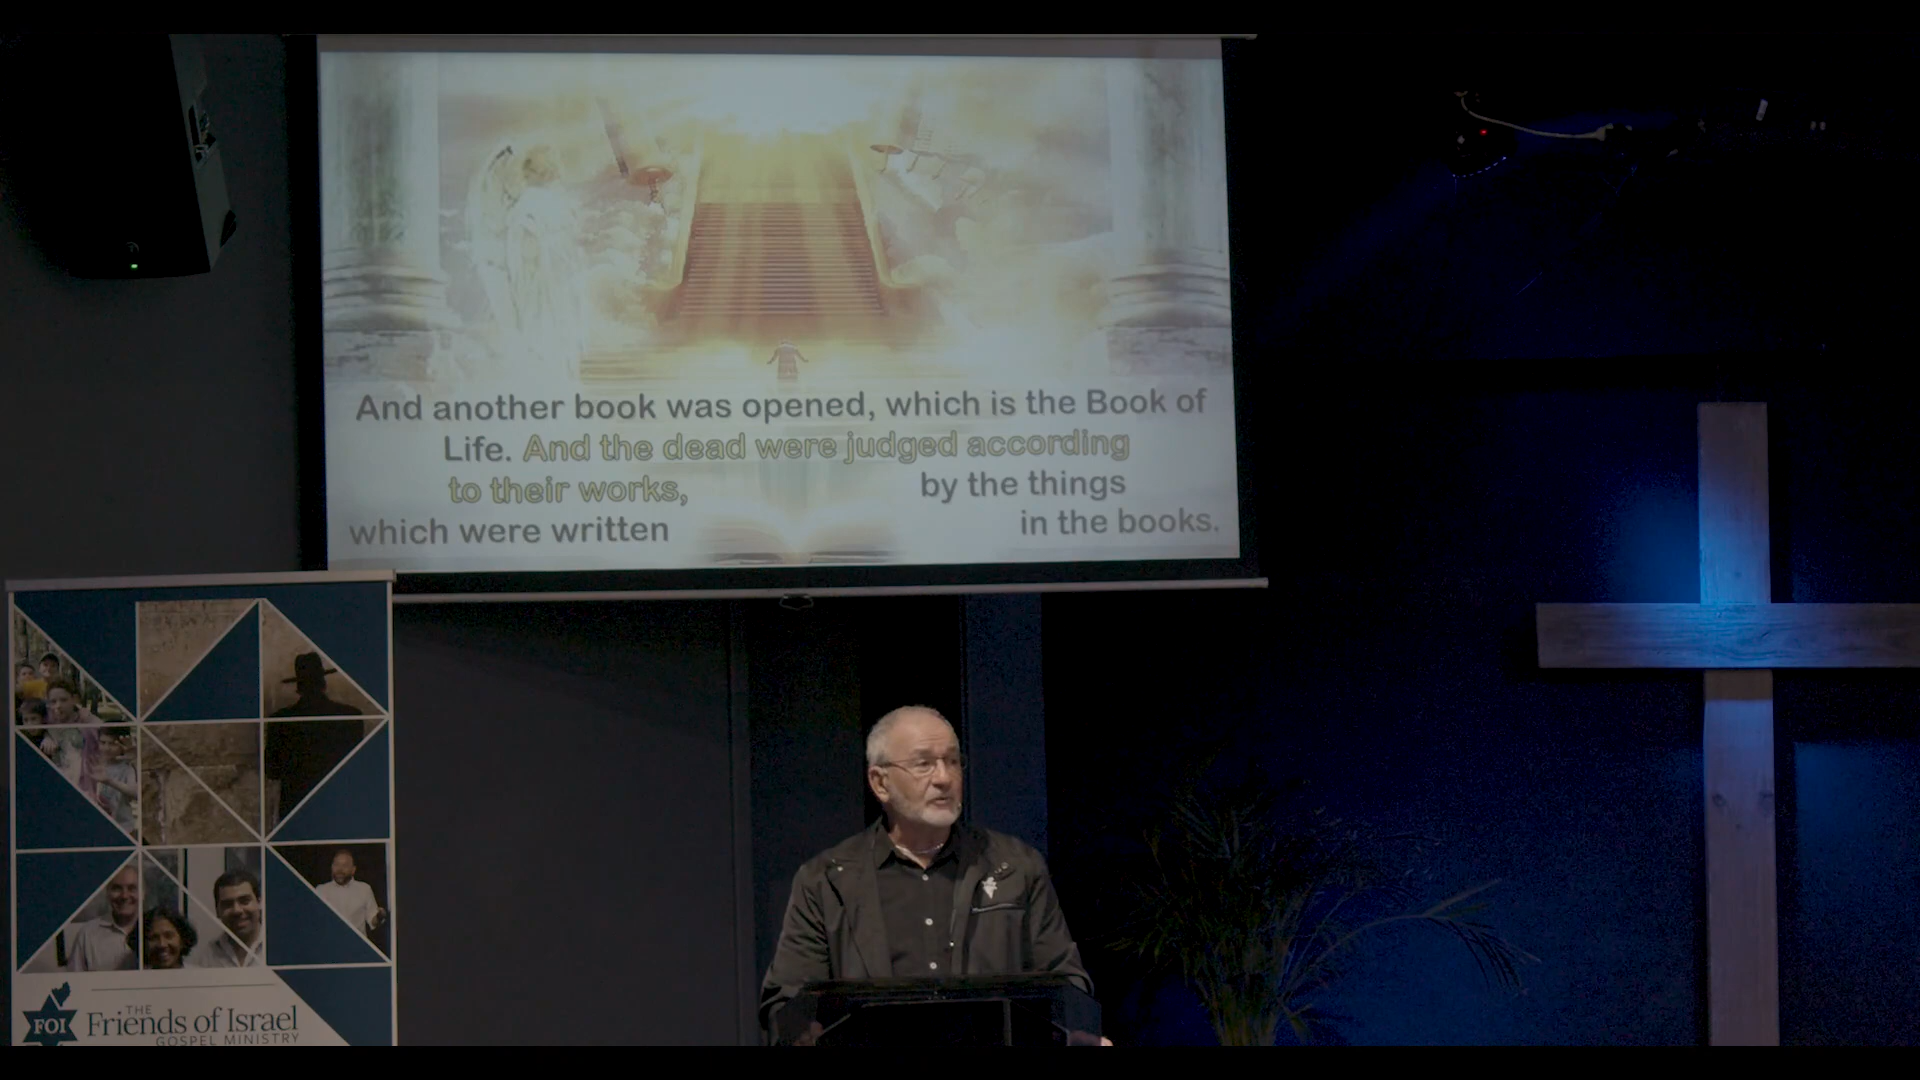 And another book was opened, which is the Book of
Life. And the dead were judged according
to their works, by the things
which were written in the books.
FOI
THE
Friends of Israel
GOSPEL MINISTRY